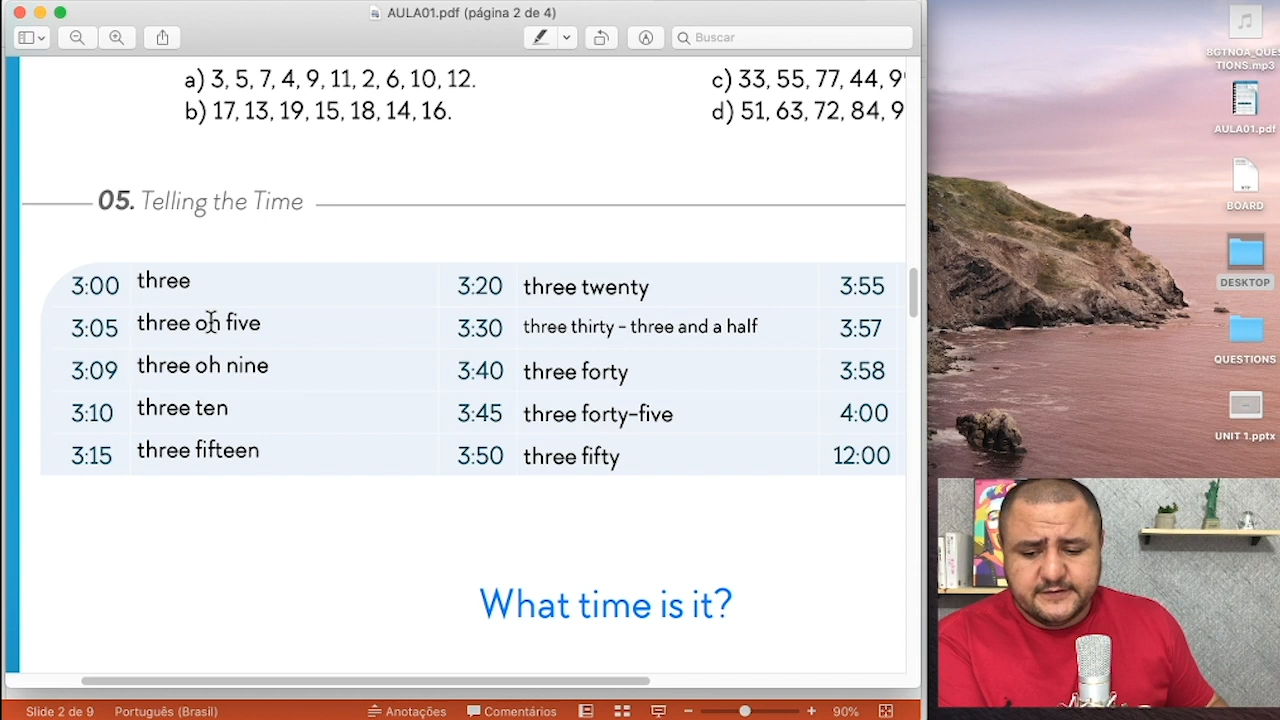 AULA01.pdf (página 2 de 4)
Buscar
a) 3, 5, 7, 4, 9, 11, 2, 6, 10, 12.
b) 17, 13, 19, 15, 18, 14, 16.
c) 33, 55, 77, 44, 9
d) 51, 63, 72, 84, 9
05. Telling the Time
3:00 three 3:20 three twenty 3:55
3:05 three oh five 3:30 three thirty - three and a half 3:57
3:09 three oh nine 3:40 three forty 3:58
3:10 three ten 3:45 three forty-five 4:00
3:15 three fifteen 3:50 three fifty 12:00
What time is it?
Slide 2 de 9 Português (Brasil) Anotações Comentários 90%
BGTNOA_QUES
TIONS.mp3
AULA01.pdf
BOARD
DESKTOP
QUESTIONS
UNIT 1.pptx